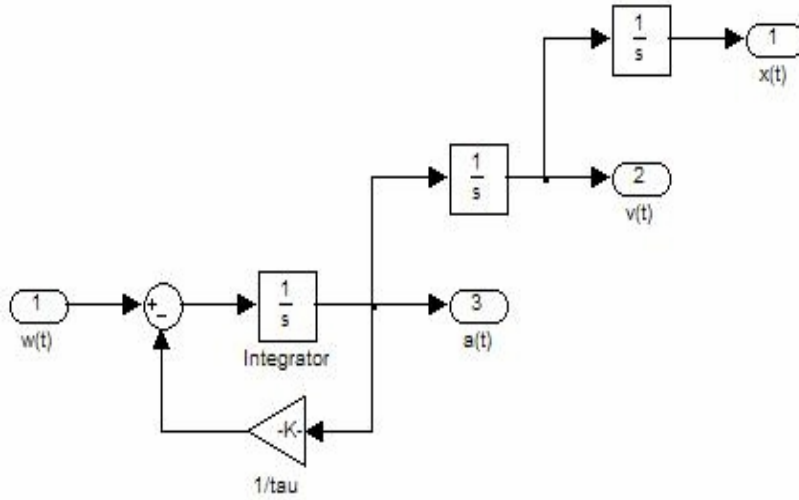 1
s
1
x(t)
1
s
2
v(t)
1
w(t)
+
−
1
s
Integrator
3
a(t)
-K-
1/tau